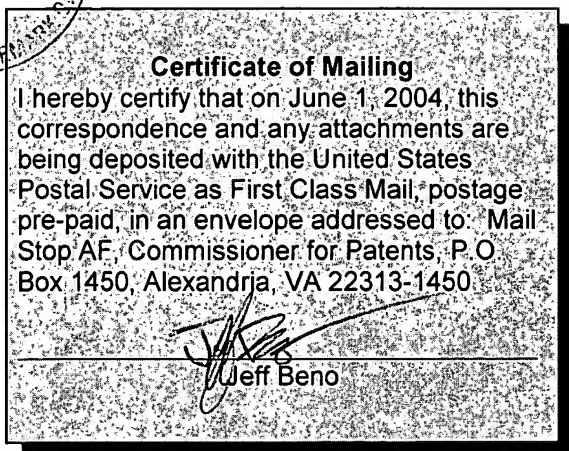 Certificate of Mailing
I hereby certify that on June 1, 2004, this
correspondence and any attachments are
being deposited with the United States
Postal Service as First Class Mail, postage
pre-paid, in an envelope addressed to: Mail
Stop AF, Commissioner for Patents, P.O
Box 1450, Alexandria, VA 22313-1450
Jeff Beno